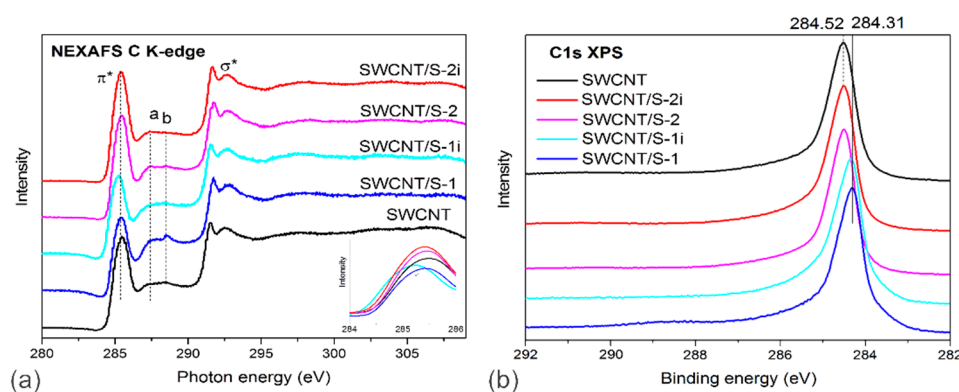 NEXAFS C K-edge
π*
a
b
σ*
SWCNT/S-2i
SWCNT/S-2
SWCNT/S-1i
SWCNT/S-1
SWCNT
Intensity
Intensity
284 285 286
280 285 290 295 300 305
Photon energy (eV)
(a)
284.52 284.31
C1s XPS
SWCNT
SWCNT/S-2i
SWCNT/S-2
SWCNT/S-1i
SWCNT/S-1
Intensity
292 290 288 286 284 282
Binding energy (eV)
(b)